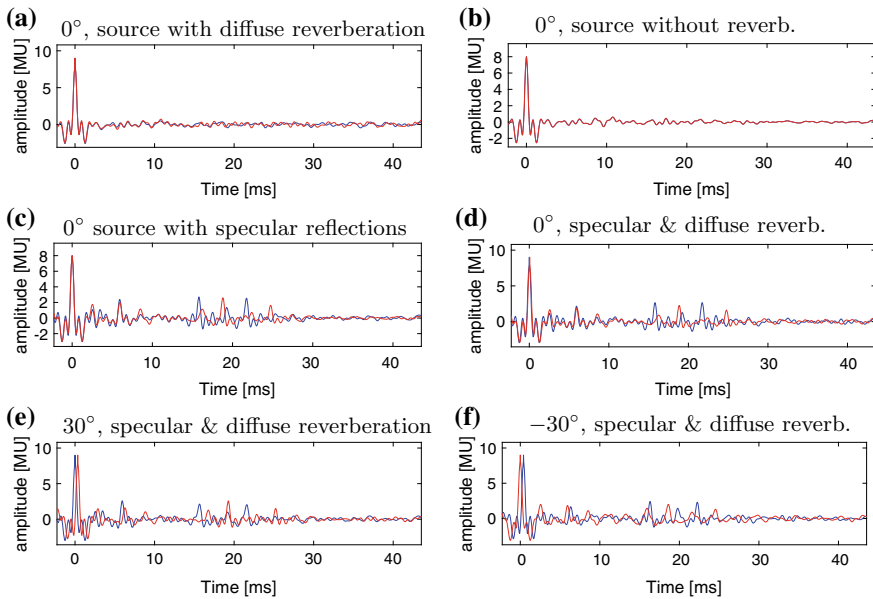 (a) 0°, source with diffuse reverberation
amplitude [MU]
10
5
0
0 10 20 30 40
Time [ms]
(b) 0°, source without reverb.
amplitude [MU]
8
6
4
2
0
-2
0 10 20 30 40
Time [ms]
(c) 0° source with specular reflections
amplitude [MU]
8
6
4
2
0
-2
0 10 20 30 40
Time [ms]
(d) 0°, specular & diffuse reverb.
amplitude [MU]
10
5
0
0 10 20 30 40
Time [ms]
(e) 30°, specular & diffuse reverberation
amplitude [MU]
10
5
0
0 10 20 30 40
Time [ms]
(f) −30°, specular & diffuse reverb.
amplitude [MU]
10
5
0
0 10 20 30 40
Time [ms]